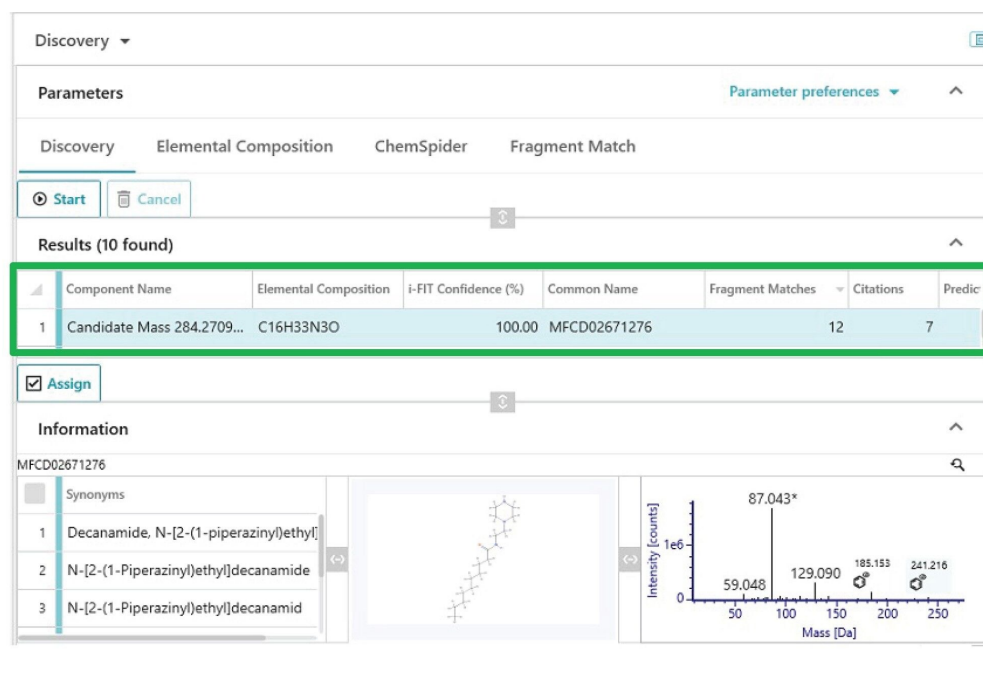 Discovery
Parameters
Parameter preferences
Discovery Elemental Composition ChemSpider Fragment Match
Start Cancel
Results (10 found)
Component Name Elemental Composition i-FIT Confidence (%) Common Name Fragment Matches Citations Predic
1 Candidate Mass 284.2709... C16H33N3O 100.00 MFCD02671276 12 7
Assign
Information
MFCD02671276
Synonyms
1 Decanamide, N-[2-(1-piperazinyl)ethyl]
2 N-[2-(1-Piperazinyl)ethyl]decanamide
3 N-[2-(1-Piperazinyl)ethyl]decanamid
Intensity [counts]
1e6
0
87.043*
59.048
129.090
185.153
241.216
50 100 150 200 250
Mass [Da]